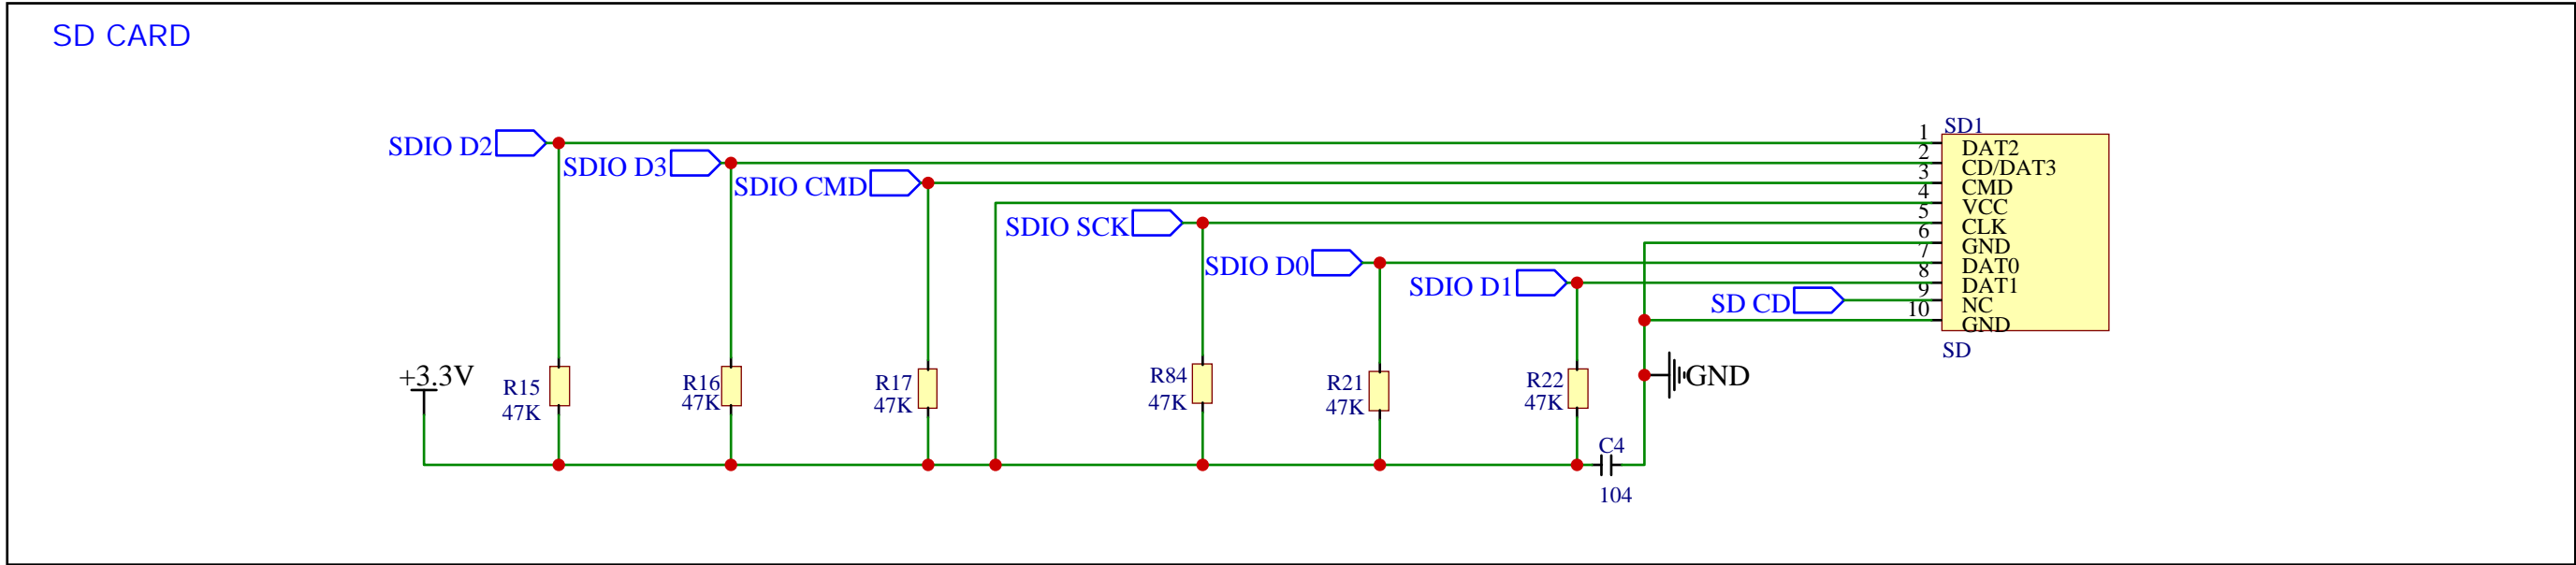 SD CARD
SDIO D2
SDIO D3
SDIO CMD
SDIO SCK
SDIO D0
SDIO D1
SD CD
SD1
1 DAT2
2 CD/DAT3
3 CMD
4 VCC
5 CLK
6 GND
7 DAT0
8 DAT1
9 NC
10 GND
SD
+3.3V
R15
47K
R16
47K
R17
47K
R84
47K
R21
47K
R22
47K
GND
C4
104